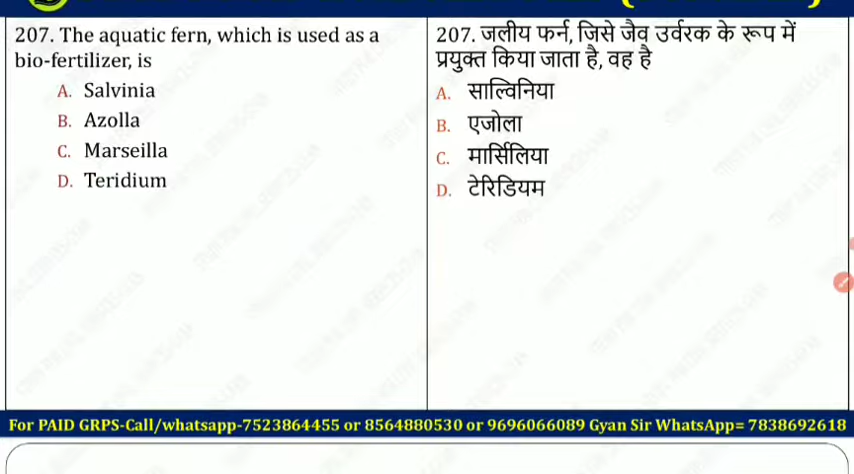 207. The aquatic fern, which is used as a
bio-fertilizer, is
A. Salvinia
B. Azolla
C. Marseilla
D. Teridium
207. जलीय फर्न, जिसे जैव उर्वरक के रूप में
प्रयुक्त किया जाता है, वह है
A. साल्विनिया
B. एजोला
C. मार्सिलिया
D. टेरिडियम
For PAID GRPS-Call/whatsapp-7523864455 or 8564880530 or 9696066089 Gyan Sir WhatsApp= 7838692618